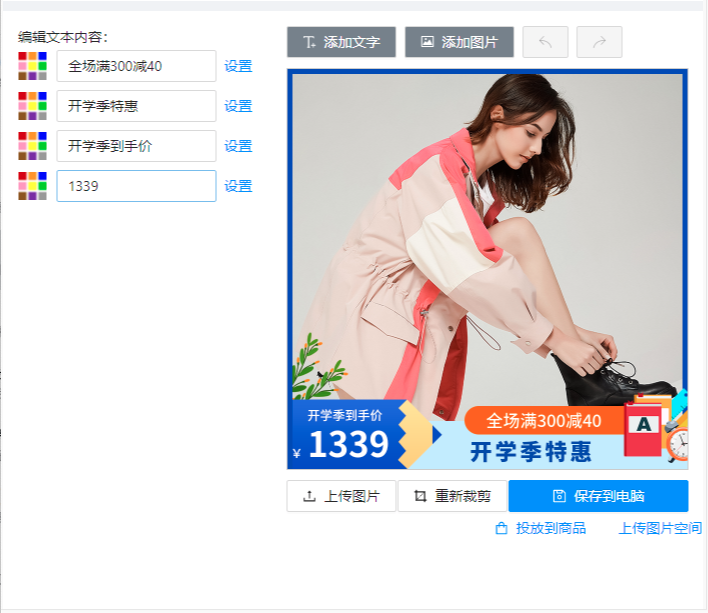 编辑文本内容：
全场满300减40 设置
开学季特惠 设置
开学季到手价 设置
1339 设置
添加文字 添加图片
开学季到手价
¥ 1339
全场满300减40
开学季特惠
A
上传图片 重新裁剪 保存到电脑
投放到商品 上传图片空间